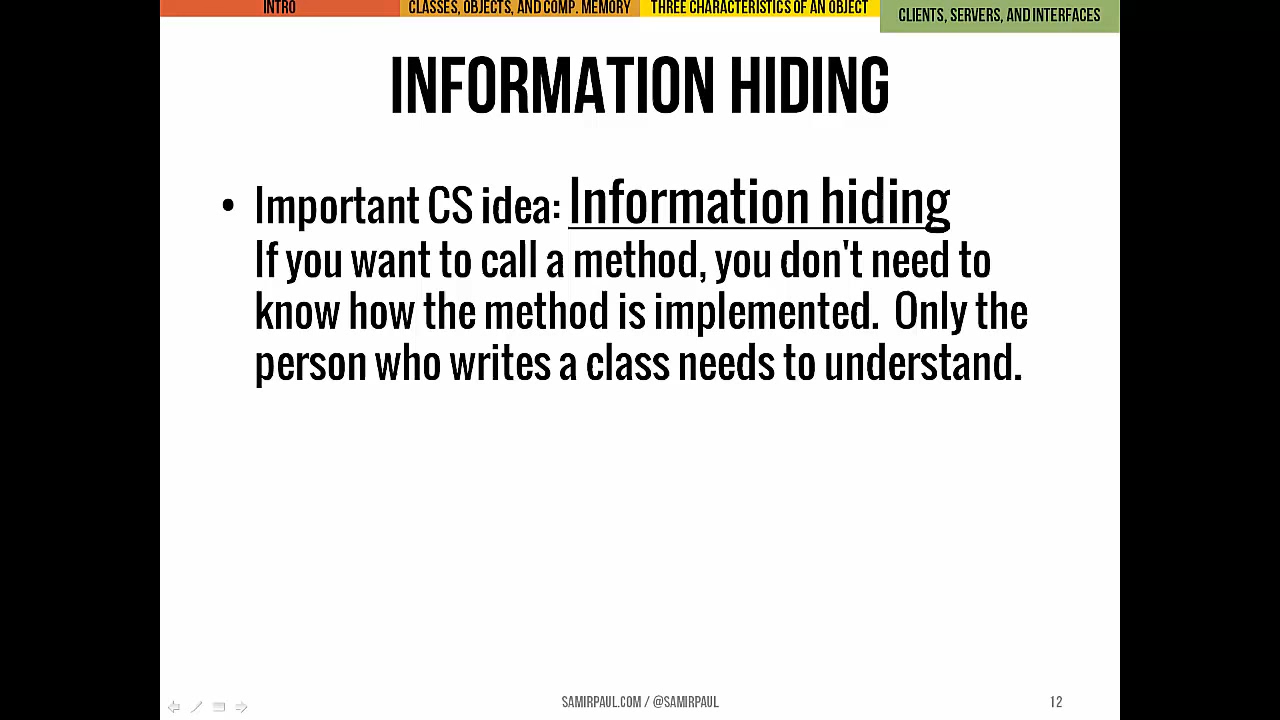 INTRO
CLASSES, OBJECTS, AND COMP. MEMORY
THREE CHARACTERISTICS OF AN OBJECT
CLIENTS, SERVERS, AND INTERFACES
INFORMATION HIDING
• Important CS idea: Information hiding
If you want to call a method, you don't need to
know how the method is implemented. Only the
person who writes a class needs to understand.
SAMIRPAUL.COM / @SAMIRPAUL
12